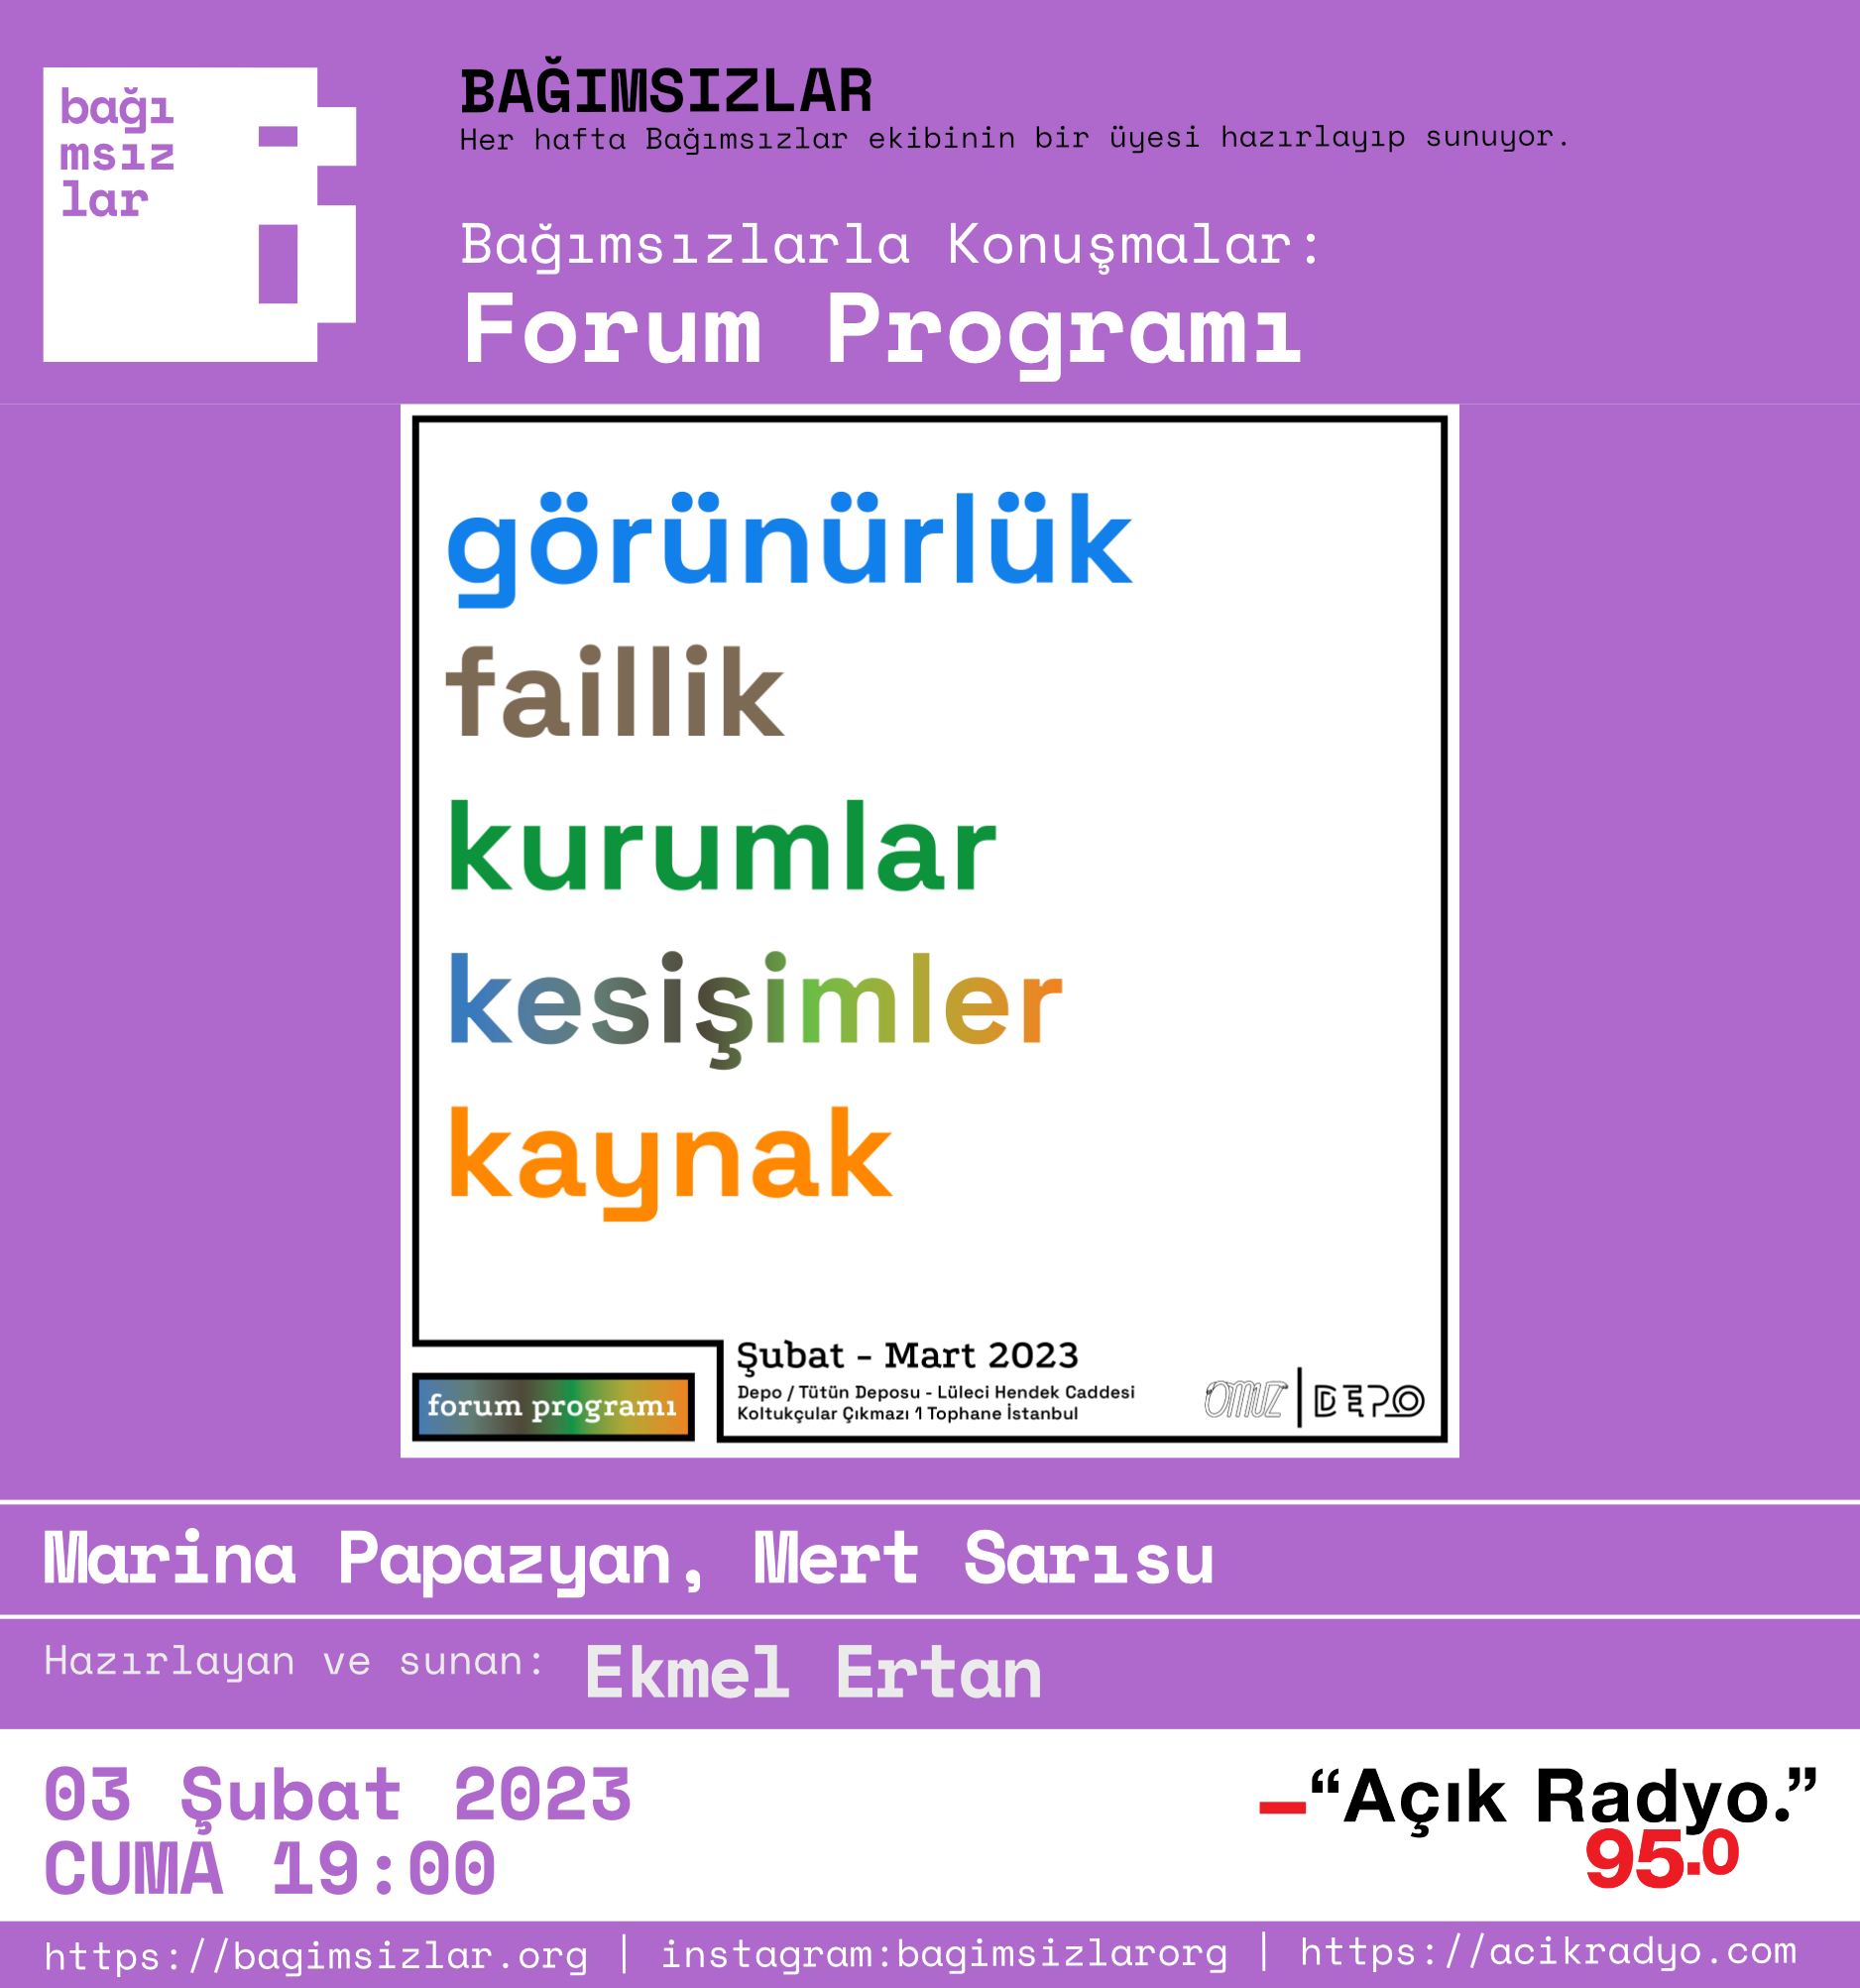 bağı
msız
lar
BAĞIMSIZLAR
Her hafta Bağımsızlar ekibinin bir üyesi hazırlayıp sunuyor.
Bağımsızlarla Konuşmalar:
Forum Programı
görünürlük
faillik
kurumlar
kesişimler
kaynak
forum programı
Şubat - Mart 2023
Depo / Tütün Deposu - Lüleci Hendek Caddesi
Koltukçular Çıkmazı 1 Tophane İstanbul
OMUZ | DEPO
Marina Papazyan, Mert Sarısu
Hazırlayan ve sunan: Ekmel Ertan
03 Şubat 2023
CUMA 19:00
–“Açık Radyo.”
95.0
https://bagimsizlar.org | instagram:bagimsizlarorg | https://acikradyo.com